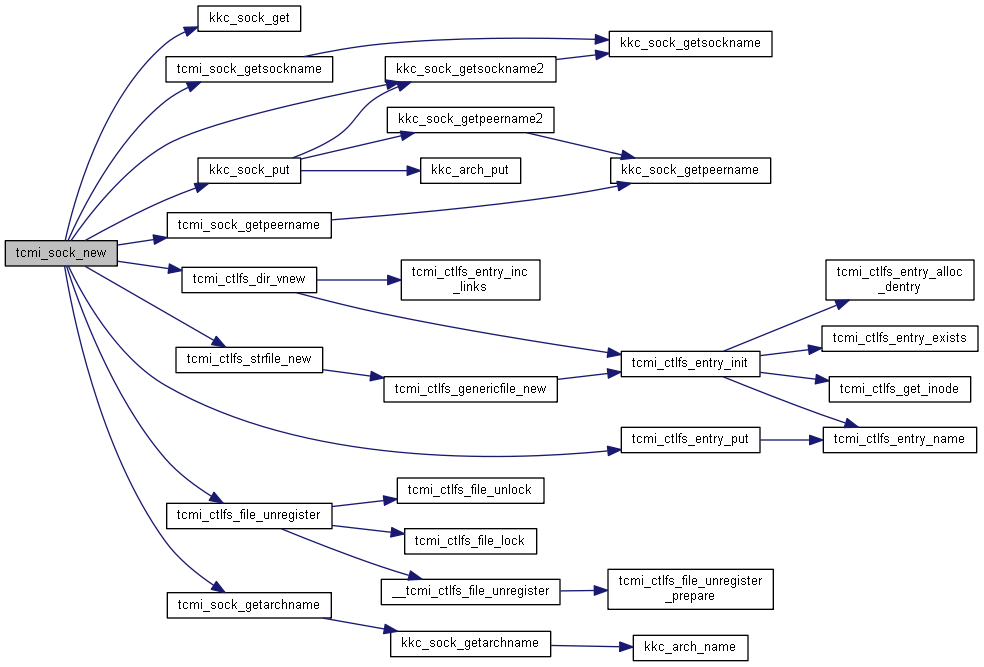 kkc_sock_get
kkc_sock_getsockname
tcmi_sock_getsockname
kkc_sock_getsockname2
kkc_sock_getpeername2
kkc_sock_put
kkc_arch_put
kkc_sock_getpeername
tcmi_sock_getpeername
tcmi_sock_new
tcmi_ctlfs_dir_vnew
tcmi_ctlfs_entry_inc
_links
tcmi_ctlfs_entry_alloc
_dentry
tcmi_ctlfs_entry_exists
tcmi_ctlfs_strfile_new
tcmi_ctlfs_entry_init
tcmi_ctlfs_genericfile_new
tcmi_ctlfs_get_inode
tcmi_ctlfs_entry_put
tcmi_ctlfs_entry_name
tcmi_ctlfs_file_unlock
tcmi_ctlfs_file_unregister
tcmi_ctlfs_file_lock
__tcmi_ctlfs_file_unregister
tcmi_ctlfs_file_unregister
_prepare
tcmi_sock_getarchname
kkc_sock_getarchname
kkc_arch_name